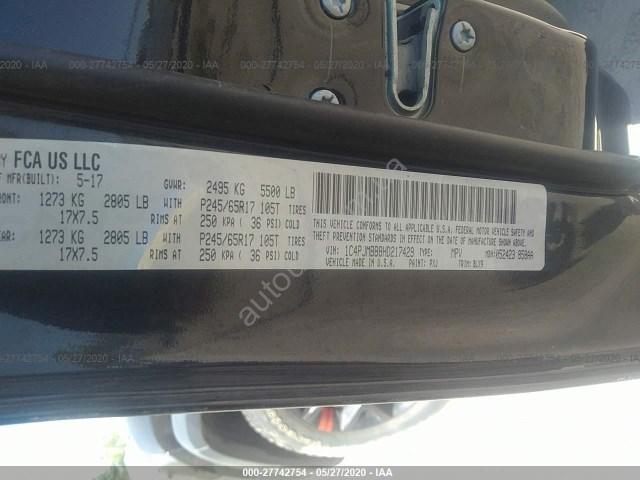 000-27742754 | 05/27/2020 - IAA
FCA US LLC
MFR(BUILT): 5-17 GVWR: 2495 KG 5500 LB
1273 KG 2805 LB WITH P245/65R17 105T TIRES
17X7.5 RIMS AT 250 KPA ( 36 PSI) COLD
1273 KG 2805 LB WITH P245/65R17 105T TIRES
17X7.5 RIMS AT 250 KPA ( 36 PSI) COLD
THIS VEHICLE CONFORMS TO ALL APPLICABLE U.S.A. FEDERAL MOTOR VEHICLE SAFETY AND
THEFT PREVENTION STANDARDS IN EFFECT ON THE DATE OF MANUFACTURE SHOWN ABOVE.
VIN: TYPE: MPV
VEHICLE MADE IN U.S.A. PAINT: TRIM:
000-27742754 | 05/27/2020 - IAA